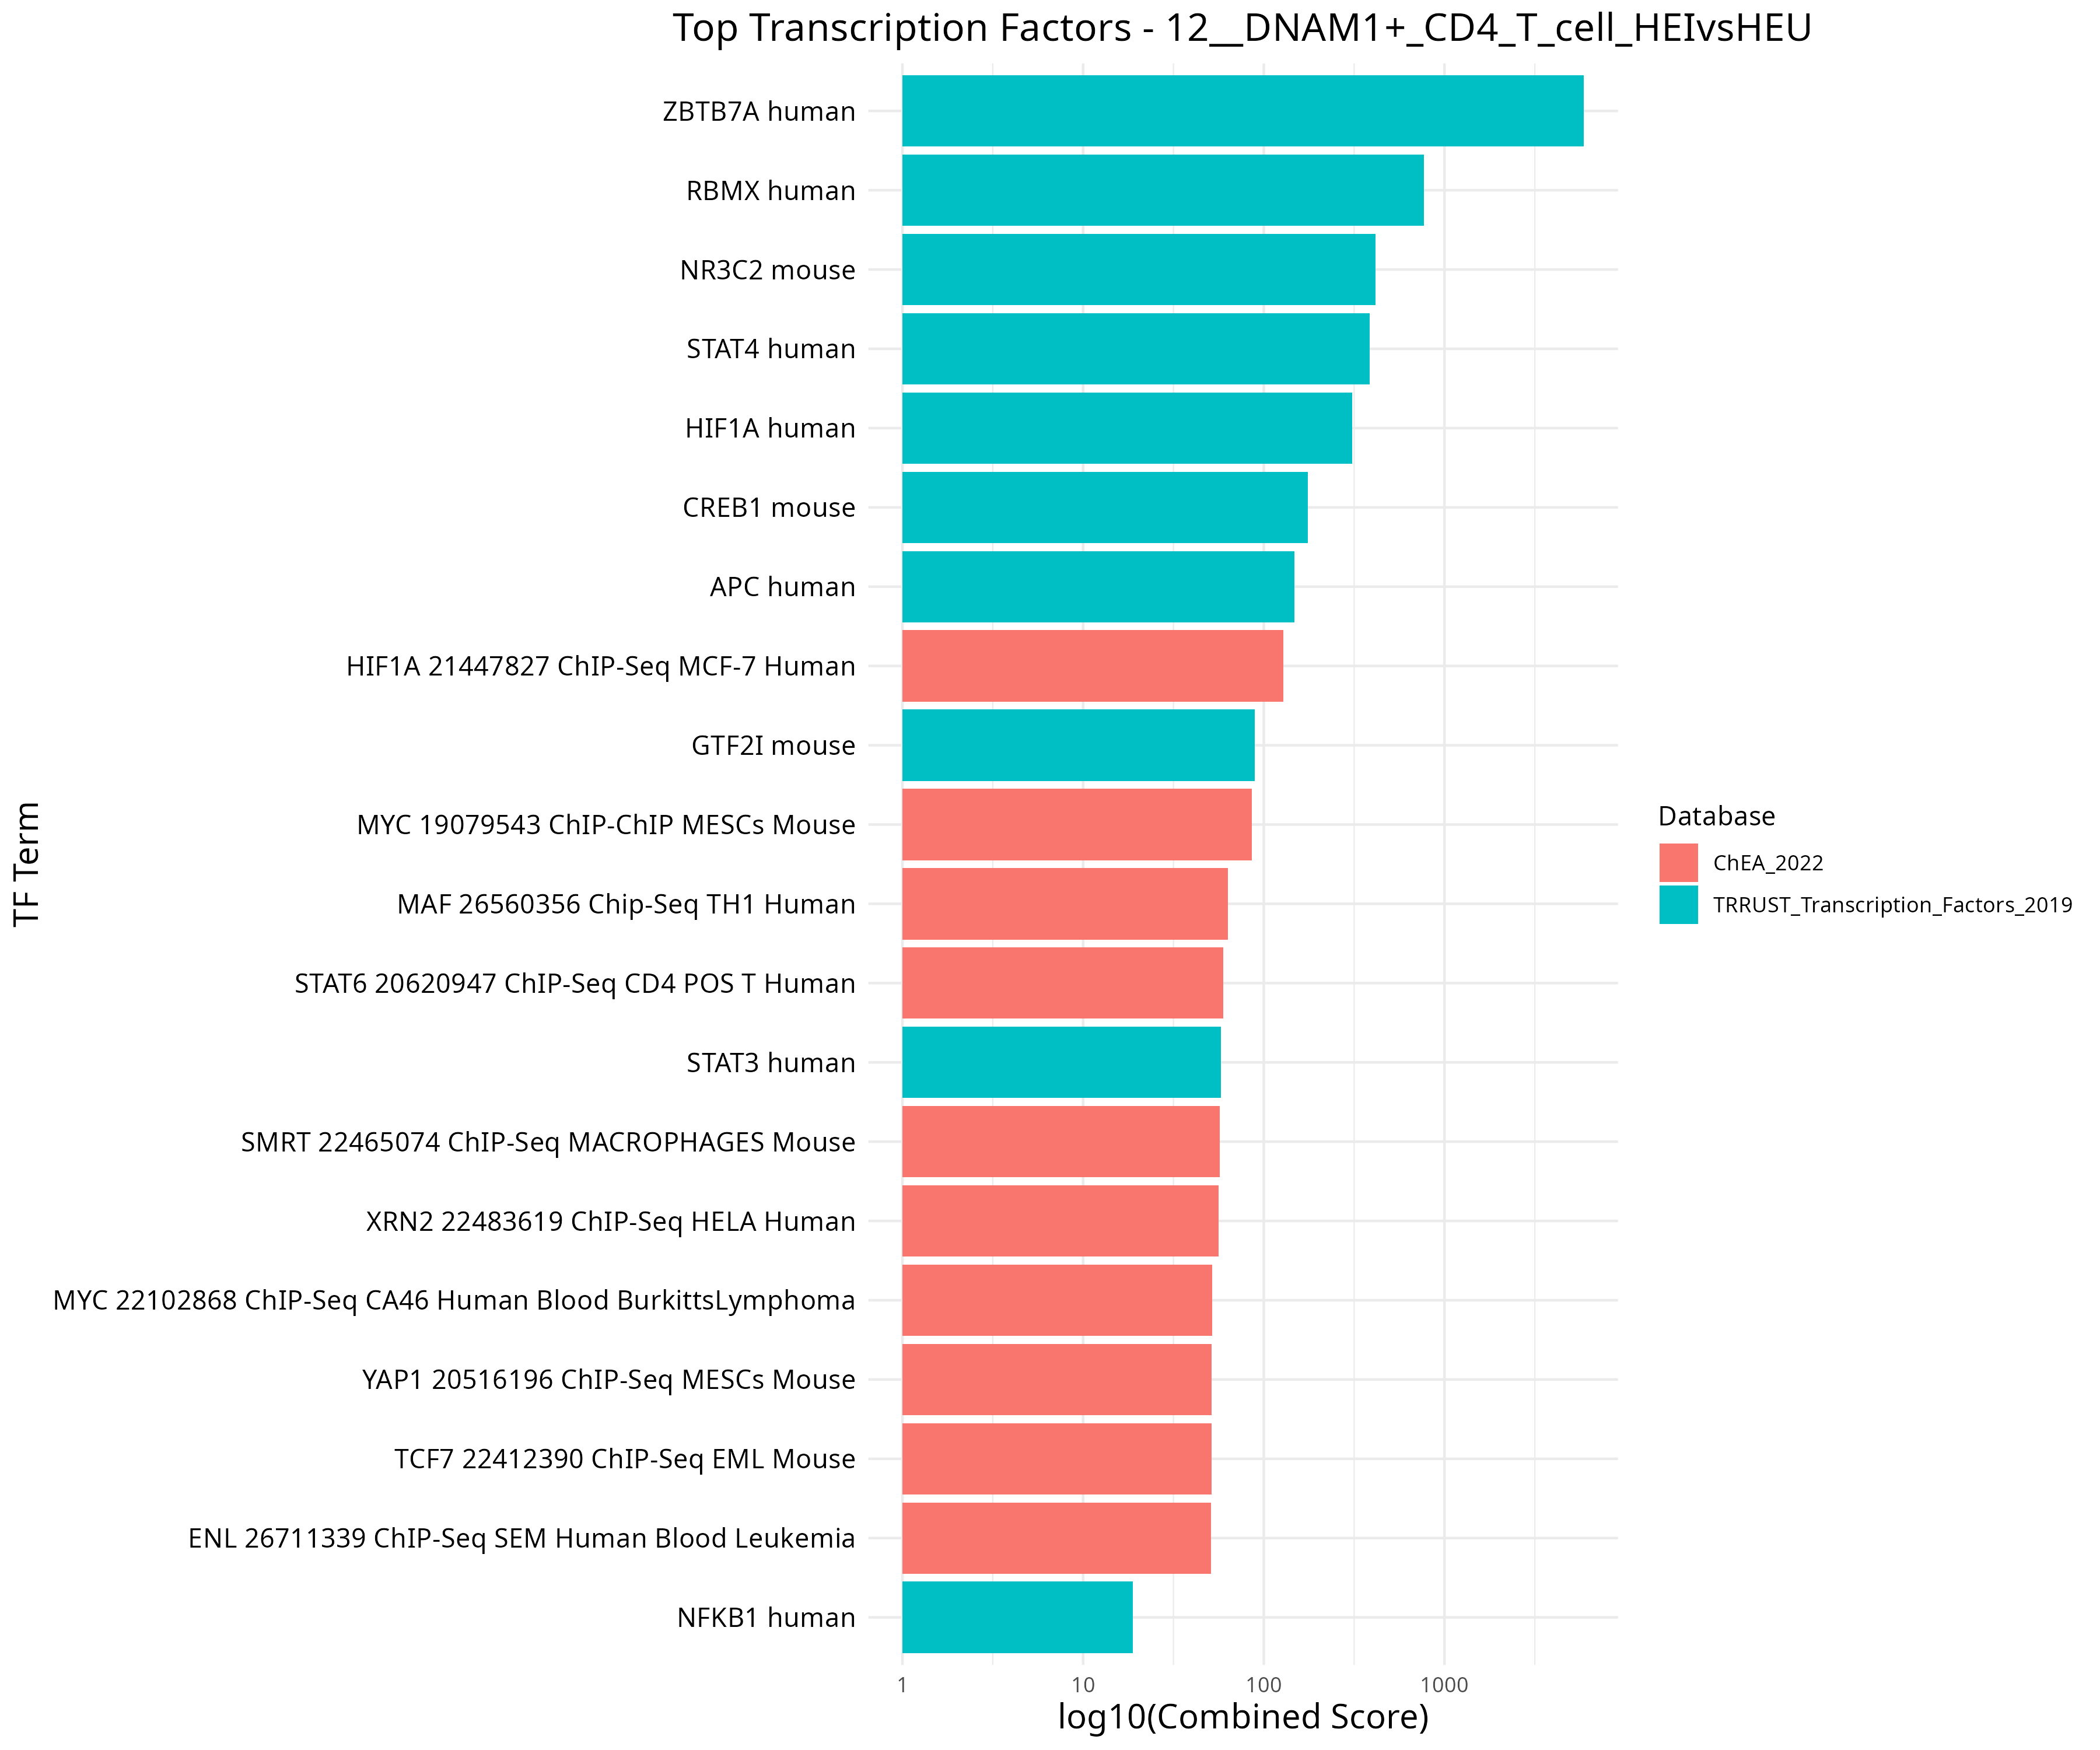 Top Transcription Factors - 12__DNAM1+_CD4_T_cell_HEIvsHEU
TF Term
ZBTB7A human
RBMX human
NR3C2 mouse
STAT4 human
HIF1A human
CREB1 mouse
APC human
HIF1A 21447827 ChIP-Seq MCF-7 Human
GTF2I mouse
MYC 19079543 ChIP-ChIP MESCs Mouse
MAF 26560356 Chip-Seq TH1 Human
STAT6 20620947 ChIP-Seq CD4 POS T Human
STAT3 human
SMRT 22465074 ChIP-Seq MACROPHAGES Mouse
XRN2 22483619 ChIP-Seq HELA Human
MYC 22102868 ChIP-Seq CA46 Human Blood BurkittsLymphoma
YAP1 20516196 ChIP-Seq MESCs Mouse
TCF7 22412390 ChIP-Seq EML Mouse
ENL 26711339 ChIP-Seq SEM Human Blood Leukemia
NFKB1 human
1 10 100 1000
log10(Combined Score)
Database
ChEA_2022
TRRUST_Transcription_Factors_2019